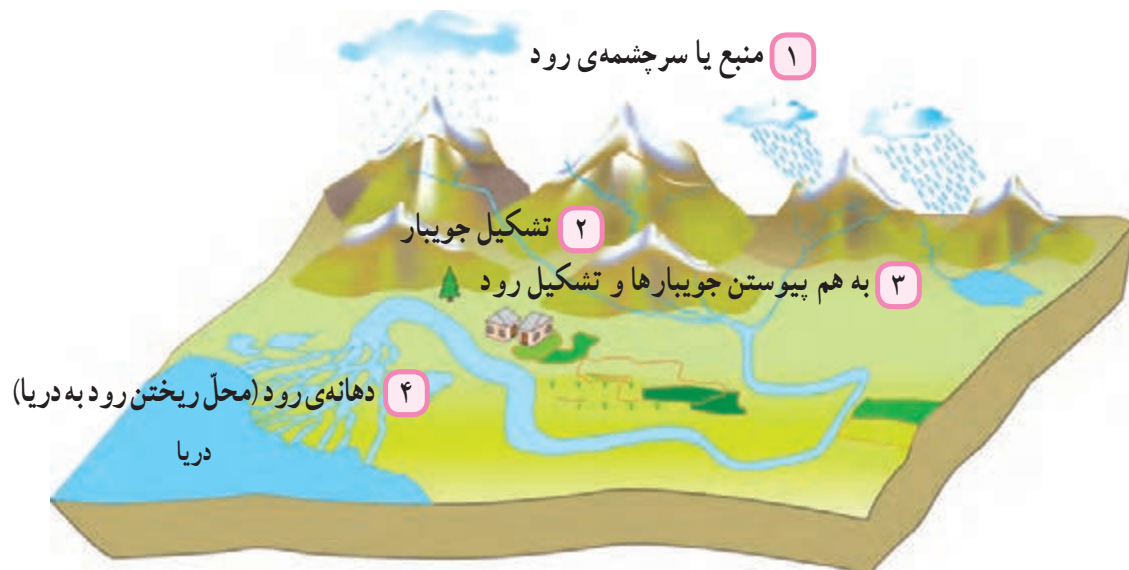 ۱ منبع یا سرچشمه‌ی رود
۲ تشکیل جویبار
۳ به هم پیوستن جویبارها و تشکیل رود
۴ دهانه‌ی رود (محلّ ریختن رود به دریا)
دریا